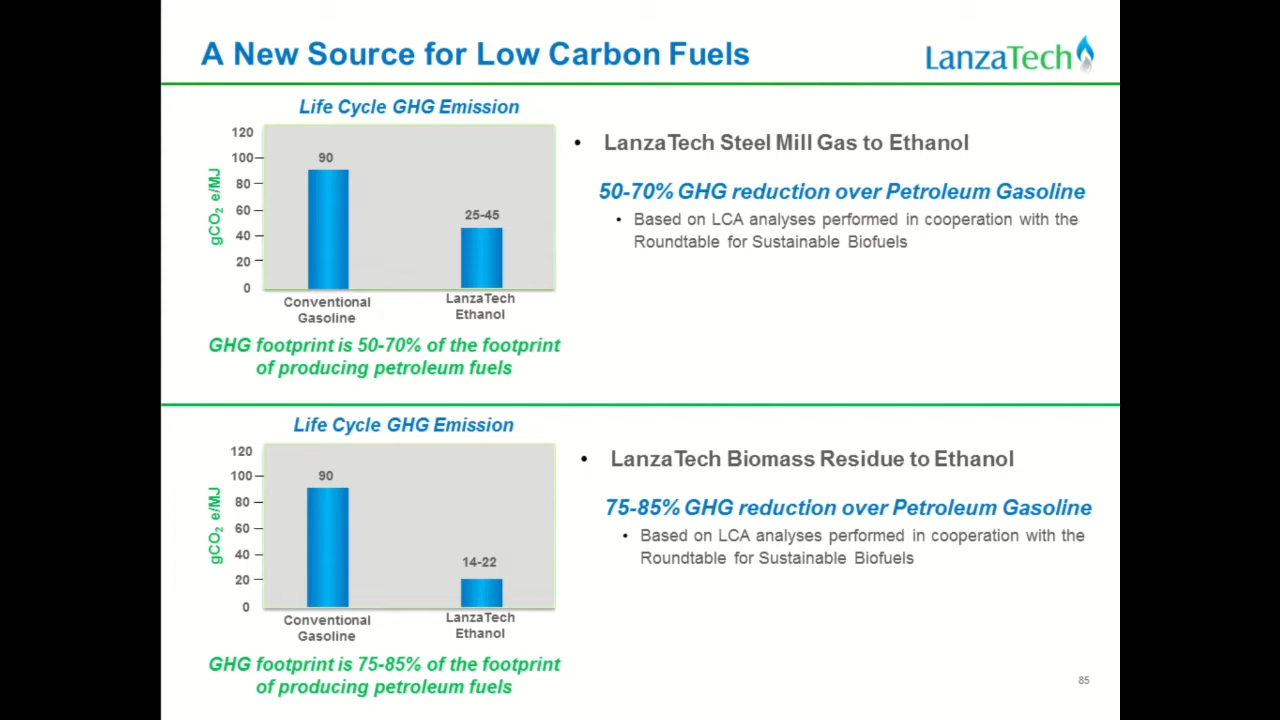 A New Source for Low Carbon Fuels
LanzaTech
Life Cycle GHG Emission
120
100
80
60
40
20
0
gCO2 e/MJ
90
25-45
Conventional
Gasoline
LanzaTech
Ethanol
GHG footprint is 50-70% of the footprint
of producing petroleum fuels
• LanzaTech Steel Mill Gas to Ethanol
50-70% GHG reduction over Petroleum Gasoline
• Based on LCA analyses performed in cooperation with the
Roundtable for Sustainable Biofuels
Life Cycle GHG Emission
120
100
80
60
40
20
0
gCO2 e/MJ
90
14-22
Conventional
Gasoline
LanzaTech
Ethanol
GHG footprint is 75-85% of the footprint
of producing petroleum fuels
• LanzaTech Biomass Residue to Ethanol
75-85% GHG reduction over Petroleum Gasoline
• Based on LCA analyses performed in cooperation with the
Roundtable for Sustainable Biofuels
85